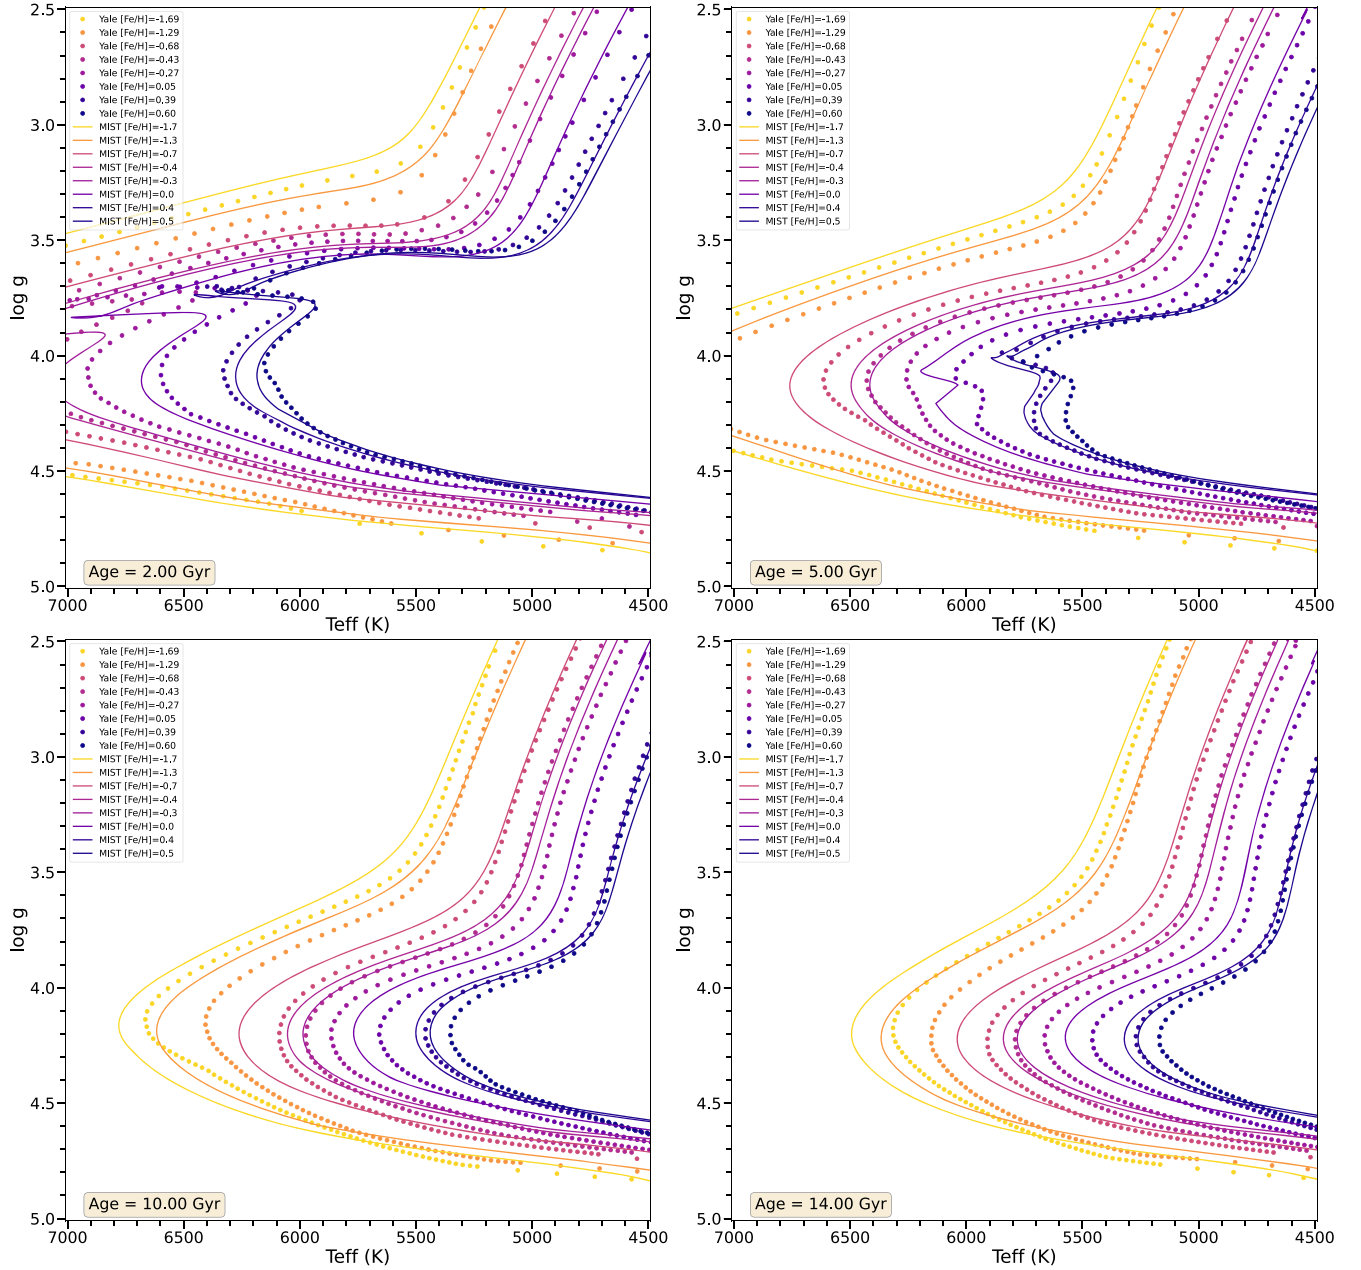 2.5
3.0
3.5
4.0
4.5
5.0
log g
Yale [Fe/H]=-1.69
Yale [Fe/H]=-1.29
Yale [Fe/H]=-0.68
Yale [Fe/H]=-0.43
Yale [Fe/H]=-0.27
Yale [Fe/H]=0.05
Yale [Fe/H]=0.39
Yale [Fe/H]=0.60
MIST [Fe/H]=-1.7
MIST [Fe/H]=-1.3
MIST [Fe/H]=-0.7
MIST [Fe/H]=-0.4
MIST [Fe/H]=-0.3
MIST [Fe/H]=0.0
MIST [Fe/H]=0.4
MIST [Fe/H]=0.5
Age = 2.00 Gyr
7000 6500 6000 5500 5000 4500
Teff (K)
2.5
3.0
3.5
4.0
4.5
5.0
log g
Yale [Fe/H]=-1.69
Yale [Fe/H]=-1.29
Yale [Fe/H]=-0.68
Yale [Fe/H]=-0.43
Yale [Fe/H]=-0.27
Yale [Fe/H]=0.05
Yale [Fe/H]=0.39
Yale [Fe/H]=0.60
MIST [Fe/H]=-1.7
MIST [Fe/H]=-1.3
MIST [Fe/H]=-0.7
MIST [Fe/H]=-0.4
MIST [Fe/H]=-0.3
MIST [Fe/H]=0.0
MIST [Fe/H]=0.4
MIST [Fe/H]=0.5
Age = 5.00 Gyr
7000 6500 6000 5500 5000 4500
Teff (K)
2.5
3.0
3.5
4.0
4.5
5.0
log g
Yale [Fe/H]=-1.69
Yale [Fe/H]=-1.29
Yale [Fe/H]=-0.68
Yale [Fe/H]=-0.43
Yale [Fe/H]=-0.27
Yale [Fe/H]=0.05
Yale [Fe/H]=0.39
Yale [Fe/H]=0.60
MIST [Fe/H]=-1.7
MIST [Fe/H]=-1.3
MIST [Fe/H]=-0.7
MIST [Fe/H]=-0.4
MIST [Fe/H]=-0.3
MIST [Fe/H]=0.0
MIST [Fe/H]=0.4
MIST [Fe/H]=0.5
Age = 10.00 Gyr
7000 6500 6000 5500 5000 4500
Teff (K)
2.5
3.0
3.5
4.0
4.5
5.0
log g
Yale [Fe/H]=-1.69
Yale [Fe/H]=-1.29
Yale [Fe/H]=-0.68
Yale [Fe/H]=-0.43
Yale [Fe/H]=-0.27
Yale [Fe/H]=0.05
Yale [Fe/H]=0.39
Yale [Fe/H]=0.60
MIST [Fe/H]=-1.7
MIST [Fe/H]=-1.3
MIST [Fe/H]=-0.7
MIST [Fe/H]=-0.4
MIST [Fe/H]=-0.3
MIST [Fe/H]=0.0
MIST [Fe/H]=0.4
MIST [Fe/H]=0.5
Age = 14.00 Gyr
7000 6500 6000 5500 5000 4500
Teff (K)